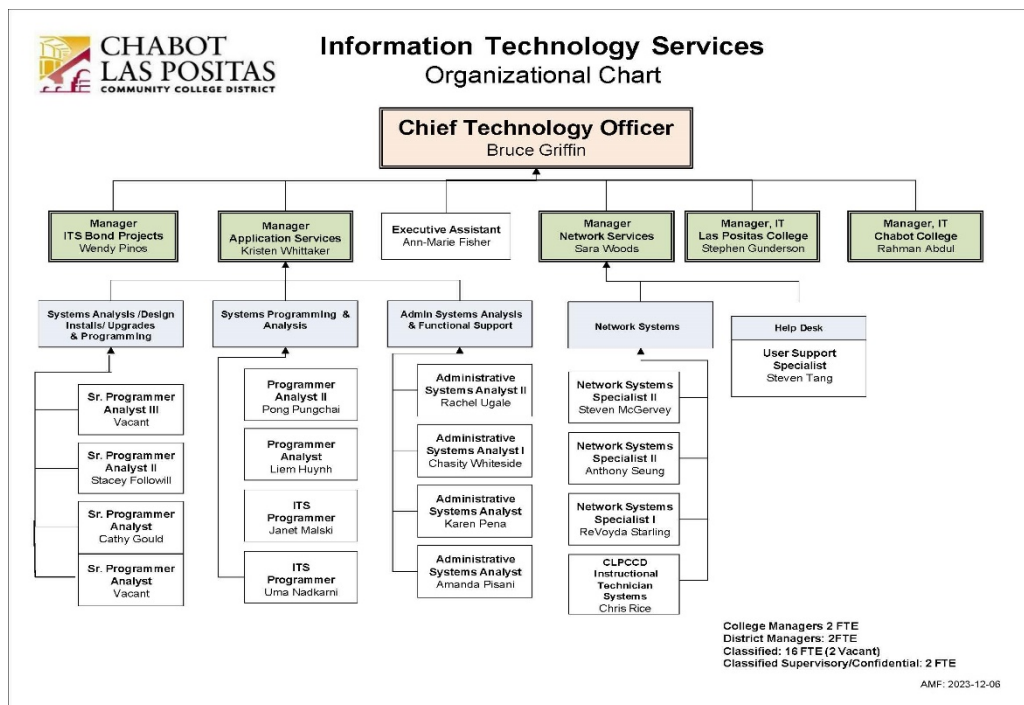 CHABOT
LAS POSITAS
COMMUNITY COLLEGE DISTRICT
Information Technology Services
Organizational Chart
Chief Technology Officer
Bruce Griffin
Manager
ITS Bond Projects
Wendy Pinos
Manager
Application Services
Kristen Whittaker
Executive Assistant
Ann-Marie Fisher
Manager
Network Services
Sara Woods
Manager, IT
Las Positas College
Stephen Gunderson
Manager, IT
Chabot College
Rahman Abdul
Systems Analysis /Design
Installs/ Upgrades
& Programming
Systems Programming &
Analysis
Admin Systems Analysis
& Functional Support
Network Systems
Help Desk
User Support
Specialist
Steven Tang
Sr. Programmer
Analyst III
Vacant
Sr. Programmer
Analyst II
Stacey Followill
Sr. Programmer
Analyst
Cathy Gould
Sr. Programmer
Analyst
Vacant
Programmer
Analyst II
Pong Pungchai
Programmer
Analyst
Liem Huynh
ITS
Programmer
Janet Malski
ITS
Programmer
Uma Nadkarni
Administrative
Systems Analyst II
Rachel Ugale
Administrative
Systems Analyst I
Chasity Whiteside
Administrative
Systems Analyst
Karen Pena
Administrative
Systems Analyst
Amanda Pisani
Network Systems
Specialist II
Steven McGervey
Network Systems
Specialist II
Anthony Seung
Network Systems
Specialist I
ReVoyda Starling
CLPCCD
Instructional
Technician
Systems
Chris Rice
College Managers 2 FTE
District Managers: 2FTE
Classified: 16 FTE (2 Vacant)
Classified Supervisory/Confidential: 2 FTE
AMF: 2023-12-06